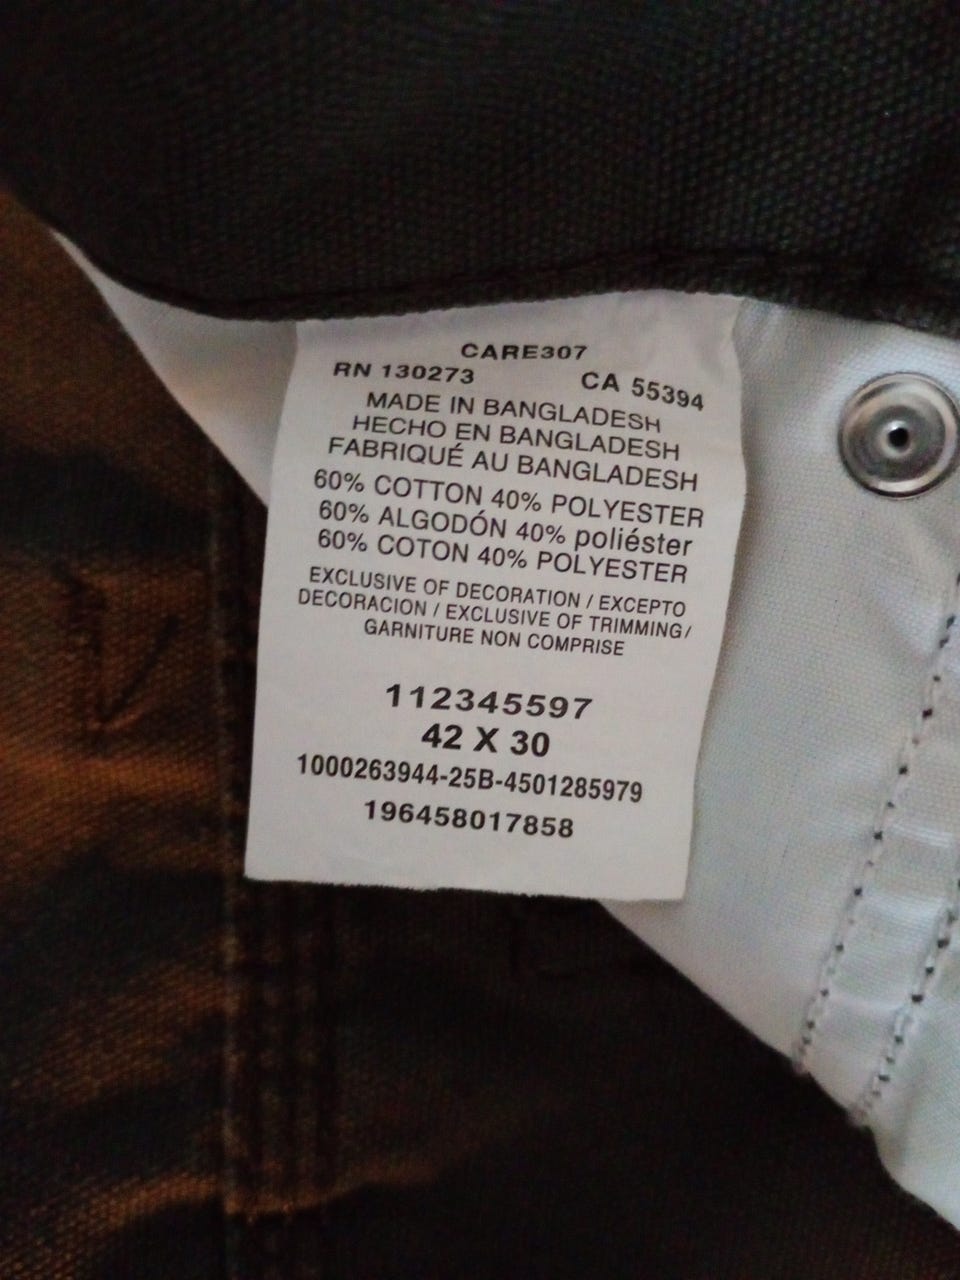 CARE307
RN 130273 CA 55394
MADE IN BANGLADESH
HECHO EN BANGLADESH
FABRIQUÉ AU BANGLADESH
60% COTTON 40% POLYESTER
60% ALGODÓN 40% poliéster
60% COTON 40% POLYESTER
EXCLUSIVE OF DECORATION / EXCEPTO
DECORACION / EXCLUSIVE OF TRIMMING/
GARNITURE NON COMPRISE
112345597
42 X 30
1000263944-25B-4501285979
196458017858